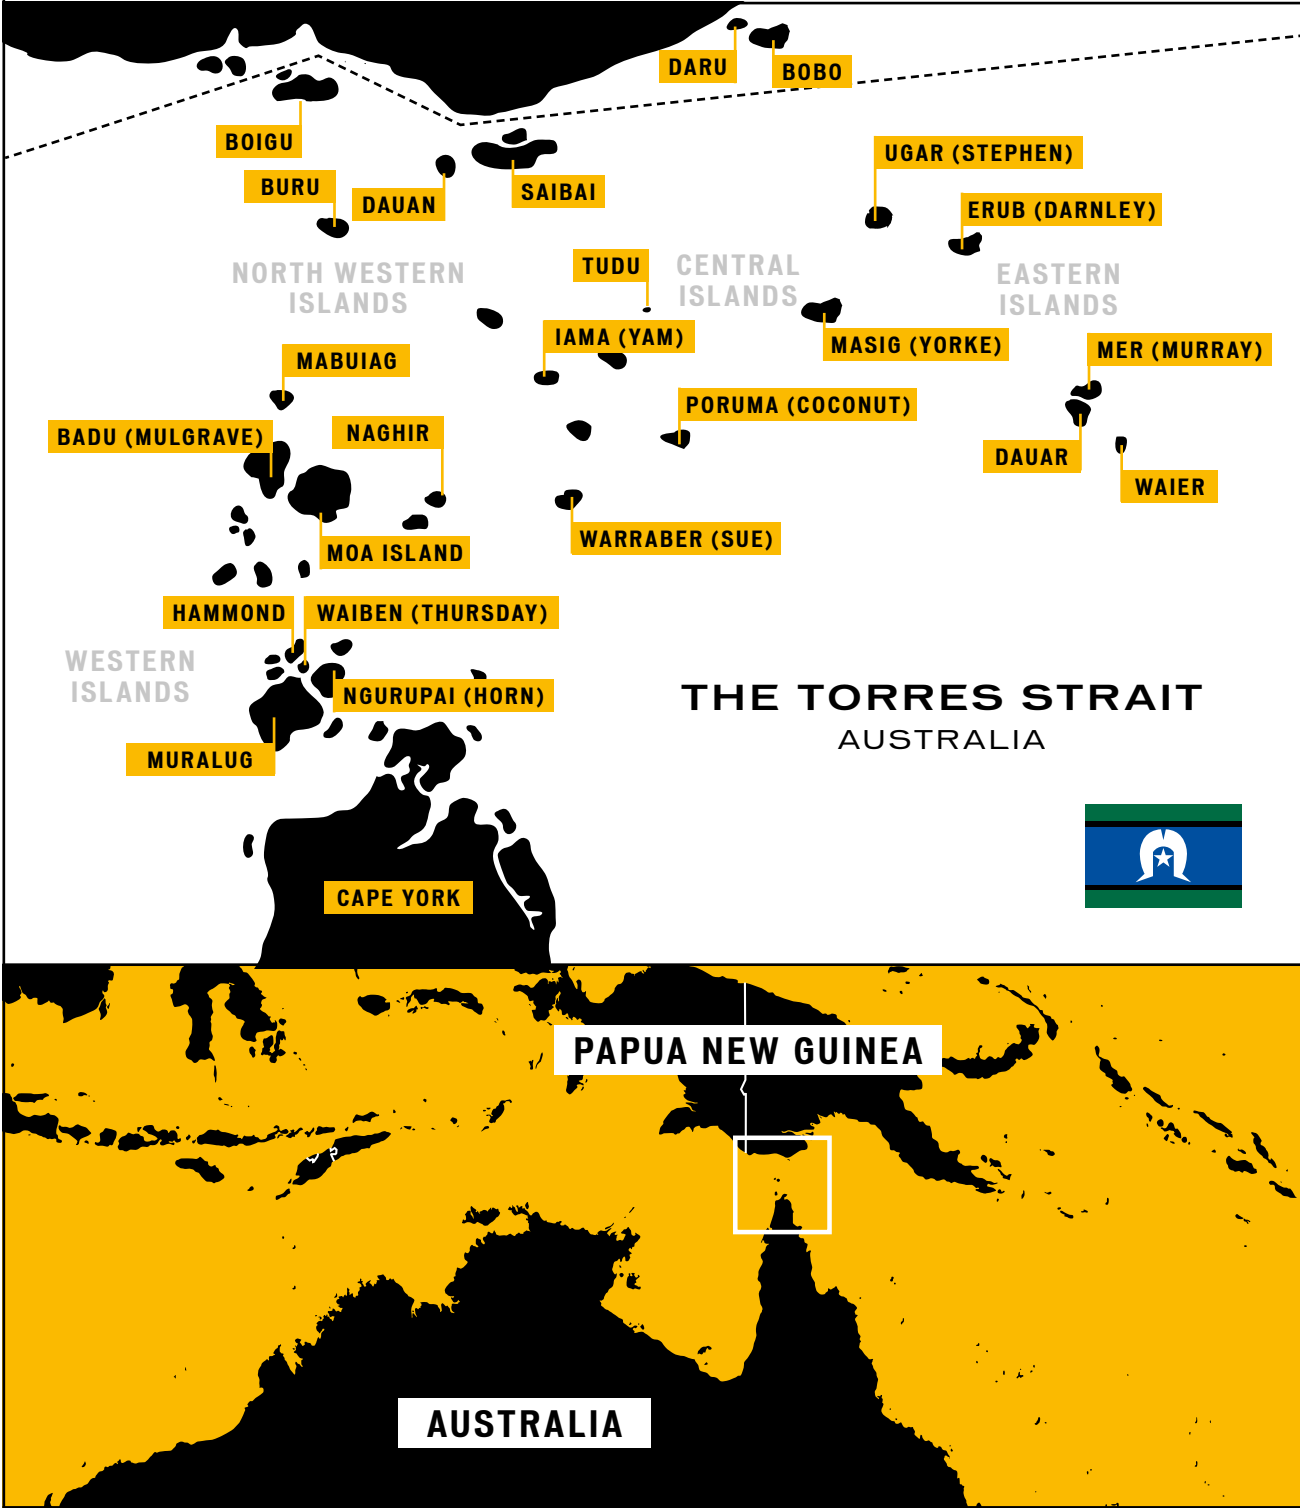 DARU
BOBO
BOIGU
UGAR (STEPHEN)
BURU
DAUAN
SAIBAI
ERUB (DARNLEY)
NORTH WESTERN
ISLANDS
TUDU
CENTRAL
ISLANDS
EASTERN
ISLANDS
IAMA (YAM)
MASIG (YORKE)
MER (MURRAY)
MABUIAG
PORUMA (COCONUT)
BADU (MULGRAVE)
NAGHIR
DAUAR
WAIER
MOA ISLAND
WARRABER (SUE)
HAMMOND
WAIBEN (THURSDAY)
WESTERN
ISLANDS
NGURUPAI (HORN)
THE TORRES STRAIT
AUSTRALIA
MURALUG
CAPE YORK
PAPUA NEW GUINEA
AUSTRALIA